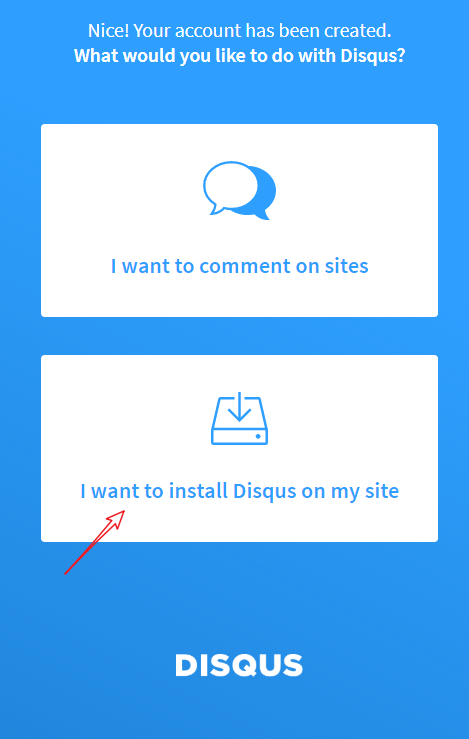 Nice! Your account has been created.
What would you like to do with Disqus?
I want to comment on sites
I want to install Disqus on my site
DISQUS